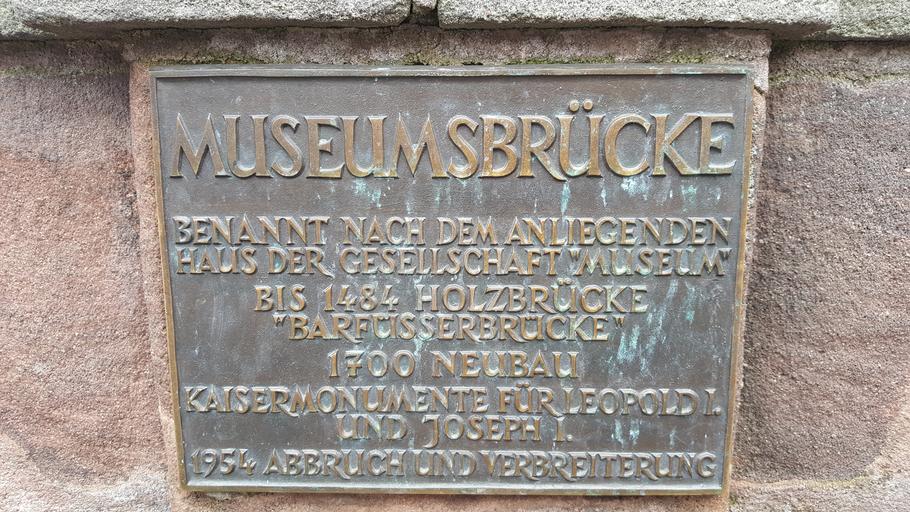 MUSEUMSBRÜCKE
BENANNT NACH DEM ANLIEGENDEN
HAUS DER GESELLSCHAFT "MUSEUM"
BIS 1484 HOLZBRÜCKE
"BARFÜSSERBRÜCKE"
1700 NEUBAU
KAISERMONUMENTE FÜR LEOPOLD I.
UND JOSEPH I.
1954 ABBRUCH UND VERBREITERUNG